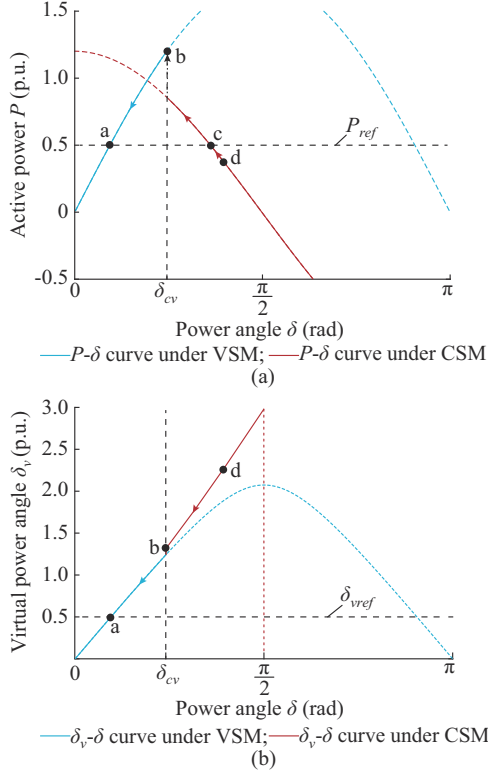 1.5
b
1.0
a
c
P_ref
0.5
d
0
-0.5
Active power P (p.u.)
0
δ_cv
π/2
π
Power angle δ (rad)
P-δ curve under VSM; P-δ curve under CSM
(a)
3.0
2.5
d
2.0
1.5
b
1.0
δ_vref
0.5
a
Virtual power angle δ_v (p.u.)
0
δ_cv
π/2
π
Power angle δ (rad)
δ_v-δ curve under VSM; δ_v-δ curve under CSM
(b)